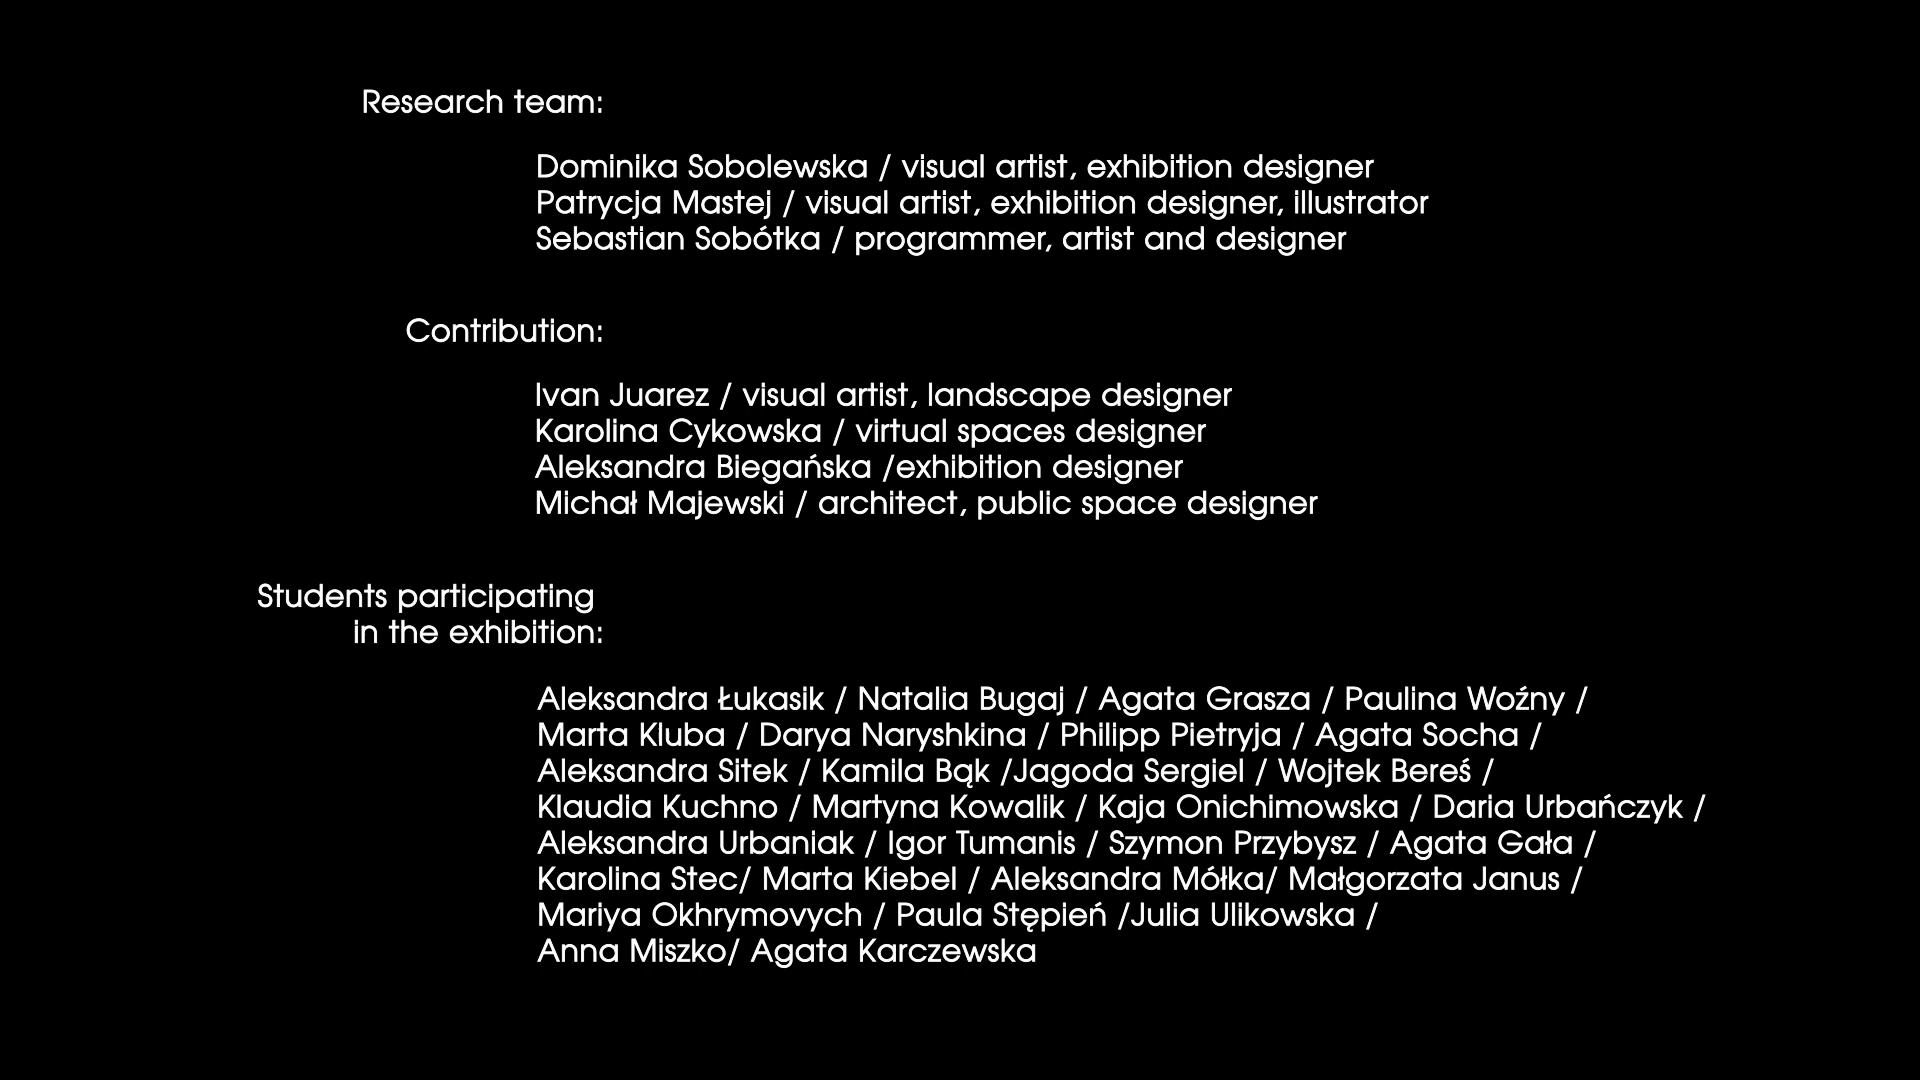 Research team:
Dominika Sobolewska / visual artist, exhibition designer
Patrycja Mastej / visual artist, exhibition designer, illustrator
Sebastian Sobótka / programmer, artist and designer
Contribution:
Ivan Juarez / visual artist, landscape designer
Karolina Cykowska / virtual spaces designer
Aleksandra Biegańska /exhibition designer
Michał Majewski / architect, public space designer
Students participating
in the exhibition:
Aleksandra Łukasik / Natalia Bugaj / Agata Grasza / Paulina Woźny /
Marta Kluba / Darya Naryshkina / Philipp Pietryja / Agata Socha /
Aleksandra Sitek / Kamila Bąk /Jagoda Sergiel / Wojtek Bereś /
Klaudia Kuchno / Martyna Kowalik / Kaja Onichimowska / Daria Urbańczyk /
Aleksandra Urbaniak / Igor Tumanis / Szymon Przybysz / Agata Gała /
Karolina Stec/ Marta Kiebel / Aleksandra Mółka/ Małgorzata Janus /
Mariya Okhrymovych / Paula Stępień /Julia Ulikowska /
Anna Miszko/ Agata Karczewska